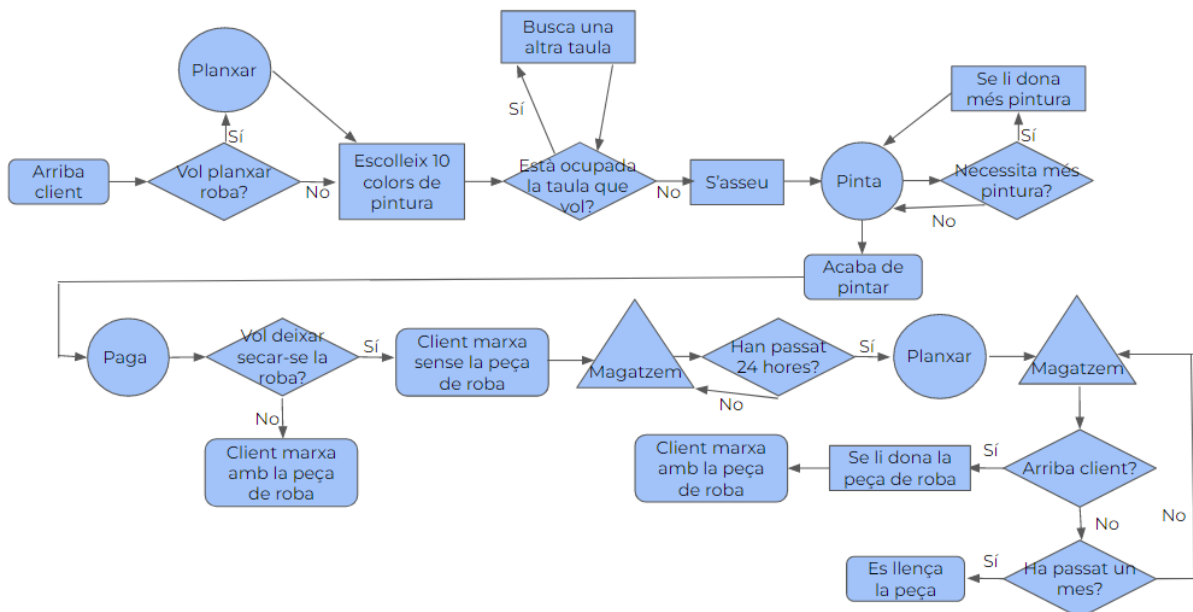 Busca una
altra taula
Planxar
Sí
Se li dona
més pintura
Sí
Sí
Arriba
client
Vol planxar
roba?
No
Escolleix 10
colors de
pintura
Està ocupada
la taula que
vol?
No
S'asseu
Pinta
Necessita més
pintura?
No
Acaba de
pintar
Paga
Vol deixar
secar-se la
roba?
Sí
Client marxa
sense la peça
de roba
Magatzem
Han passat
24 hores?
Sí
Planxar
Magatzem
No
No
Client marxa
amb la peça
de roba
Client marxa
amb la peça
de roba
Se li dona la
peça de roba
Sí
Arriba client?
No
No
Es llença
la peça
Sí
Ha passat un
mes?